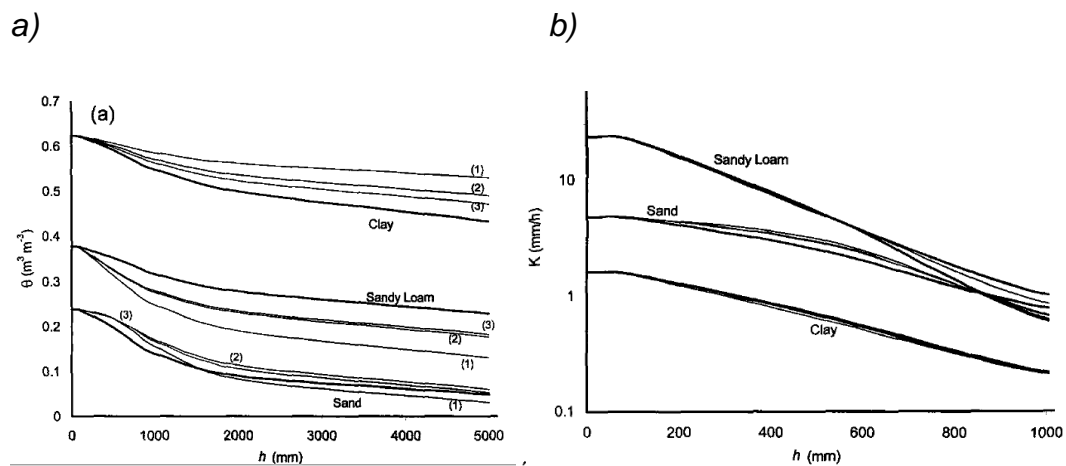 a)
(a)
0.7
0.6
0.5
0.4
0.3
0.2
0.1
0
θ (m³ m⁻³)
(1)
(2)
(3)
Clay
Sandy Loam
(3)
(2)
(1)
(3)
(2)
Sand
(1)
0 1000 2000 3000 4000 5000
h (mm)
,
b)
10
1
0.1
K (mm/h)
Sandy Loam
Sand
Clay
0 200 400 600 800 1000
h (mm)